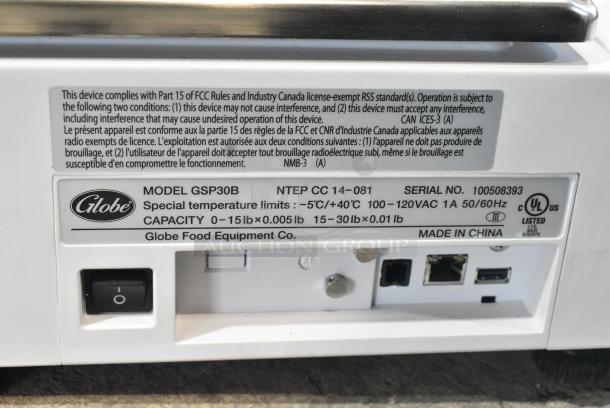 This device complies with Part 15 of FCC Rules and Industry Canada license-exempt RSS standard(s). Operation is subject to
the following two conditions: (1) this device may not cause interference, and (2) this device must accept any interference,
including interference that may cause undesired operation of this device. CAN ICES-3 (A)
Le présent appareil est conforme aux la partie 15 des règles de la FCC et CNR d'Industrie Canada applicables aux appareils
radio exempts de licence. L'exploitation est autorisée aux deux conditions suivantes : (1) l'appareil ne doit pas produire de
brouillage, et (2) l'utilisateur de l'appareil doit accepter tout brouillage radioélectrique subi, même si le brouillage est
susceptible d'en compromettre le fonctionnement. NMB-3 (A)
Globe
MODEL GSP30B NTEP CC 14-081 SERIAL NO. 100508393
Special temperature limits : -5℃/+40℃ 100-120VAC 1A 50/60Hz
CAPACITY 0-15lb×0.005lb 15-30lb×0.01lb
III
C UL US
LISTED
Globe Food Equipment Co. MADE IN CHINA
AUCTION GROUP
I
O